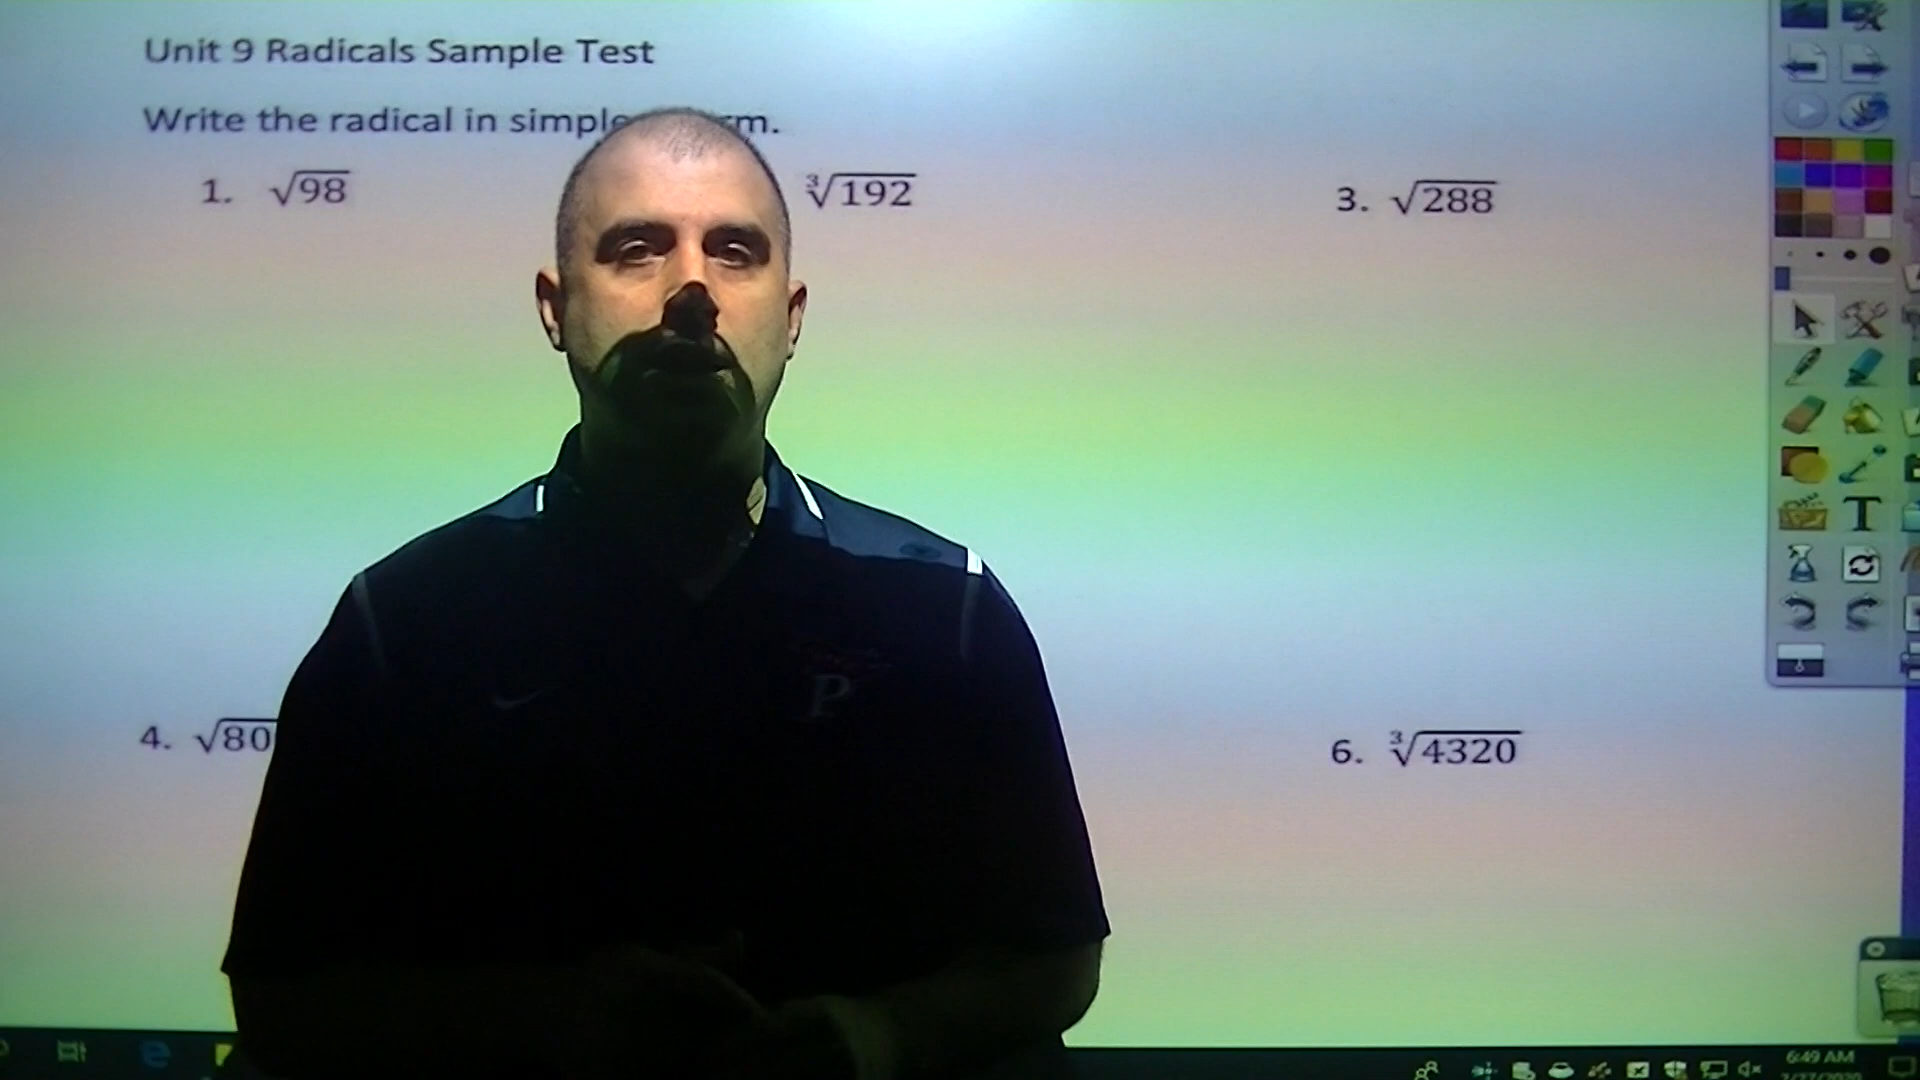 Unit 9 Radicals Sample Test
Write the radical in
1. √98
∛192
3. √288
4. √80
6. ∛4320
T
P
6:49 AM